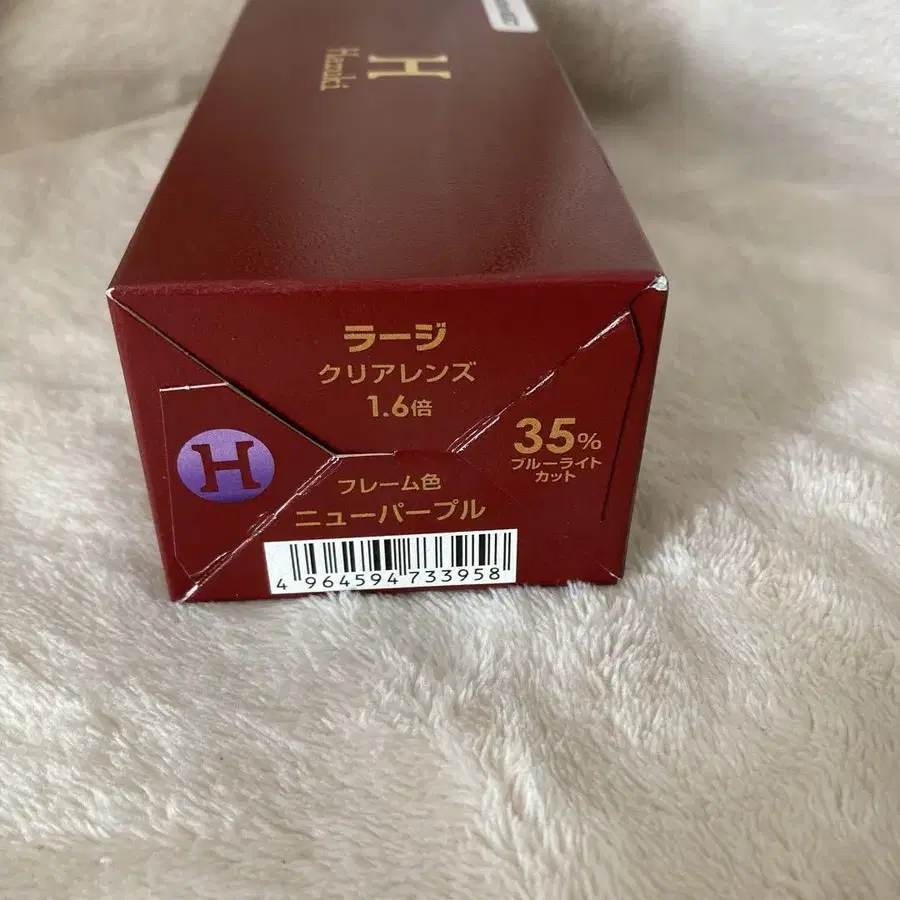 H
Hazuki
ラージ
クリアレンズ
1.6倍
35%
ブルーライト
カット
H
フレーム色
ニューパープル
4 964594 733958